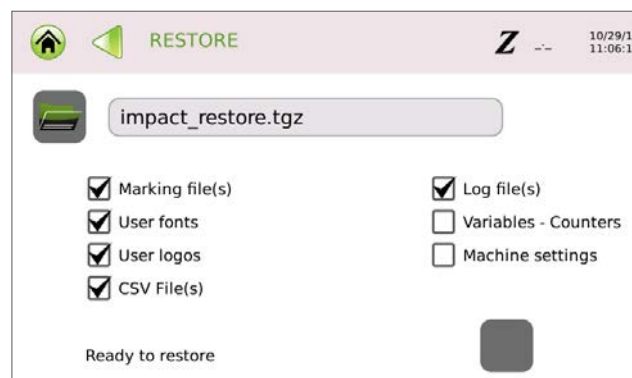 RESTORE
Z --:--
10/29/1
11:06:1
impact_restore.tgz
Marking file(s)
User fonts
User logos
CSV File(s)
Log file(s)
Variables - Counters
Machine settings
Ready to restore